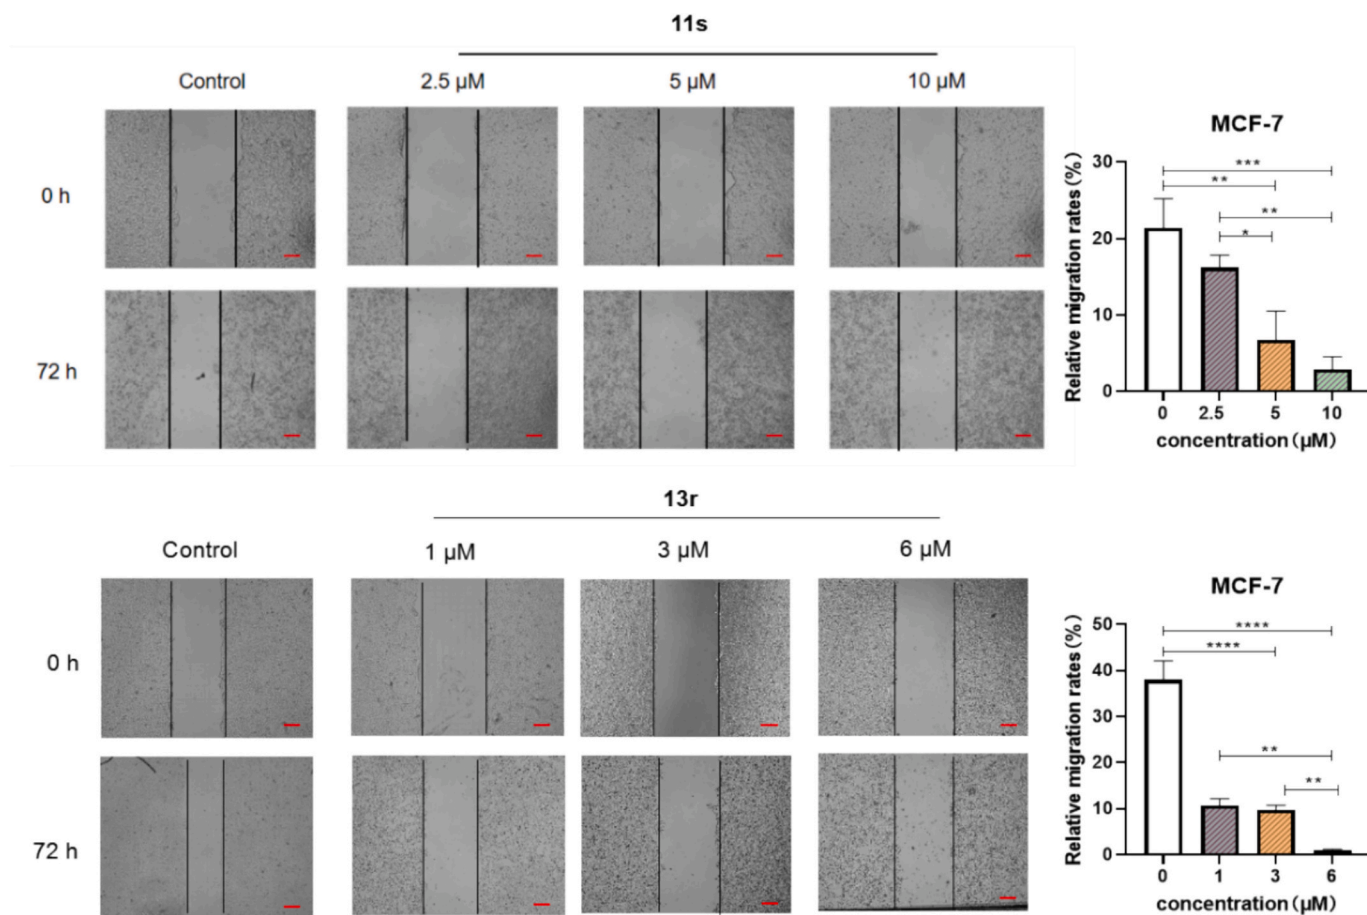 11s
Control 2.5 μM 5 μM 10 μM
0 h
72 h
MCF-7
Relative migration rates (%)
30
20
10
0
***
**
**
*
0 2.5 5 10
concentration (μM)
13r
Control 1 μM 3 μM 6 μM
0 h
72 h
MCF-7
Relative migration rates (%)
50
40
30
20
10
0
****
****
**
**
0 1 3 6
concentration (μM)